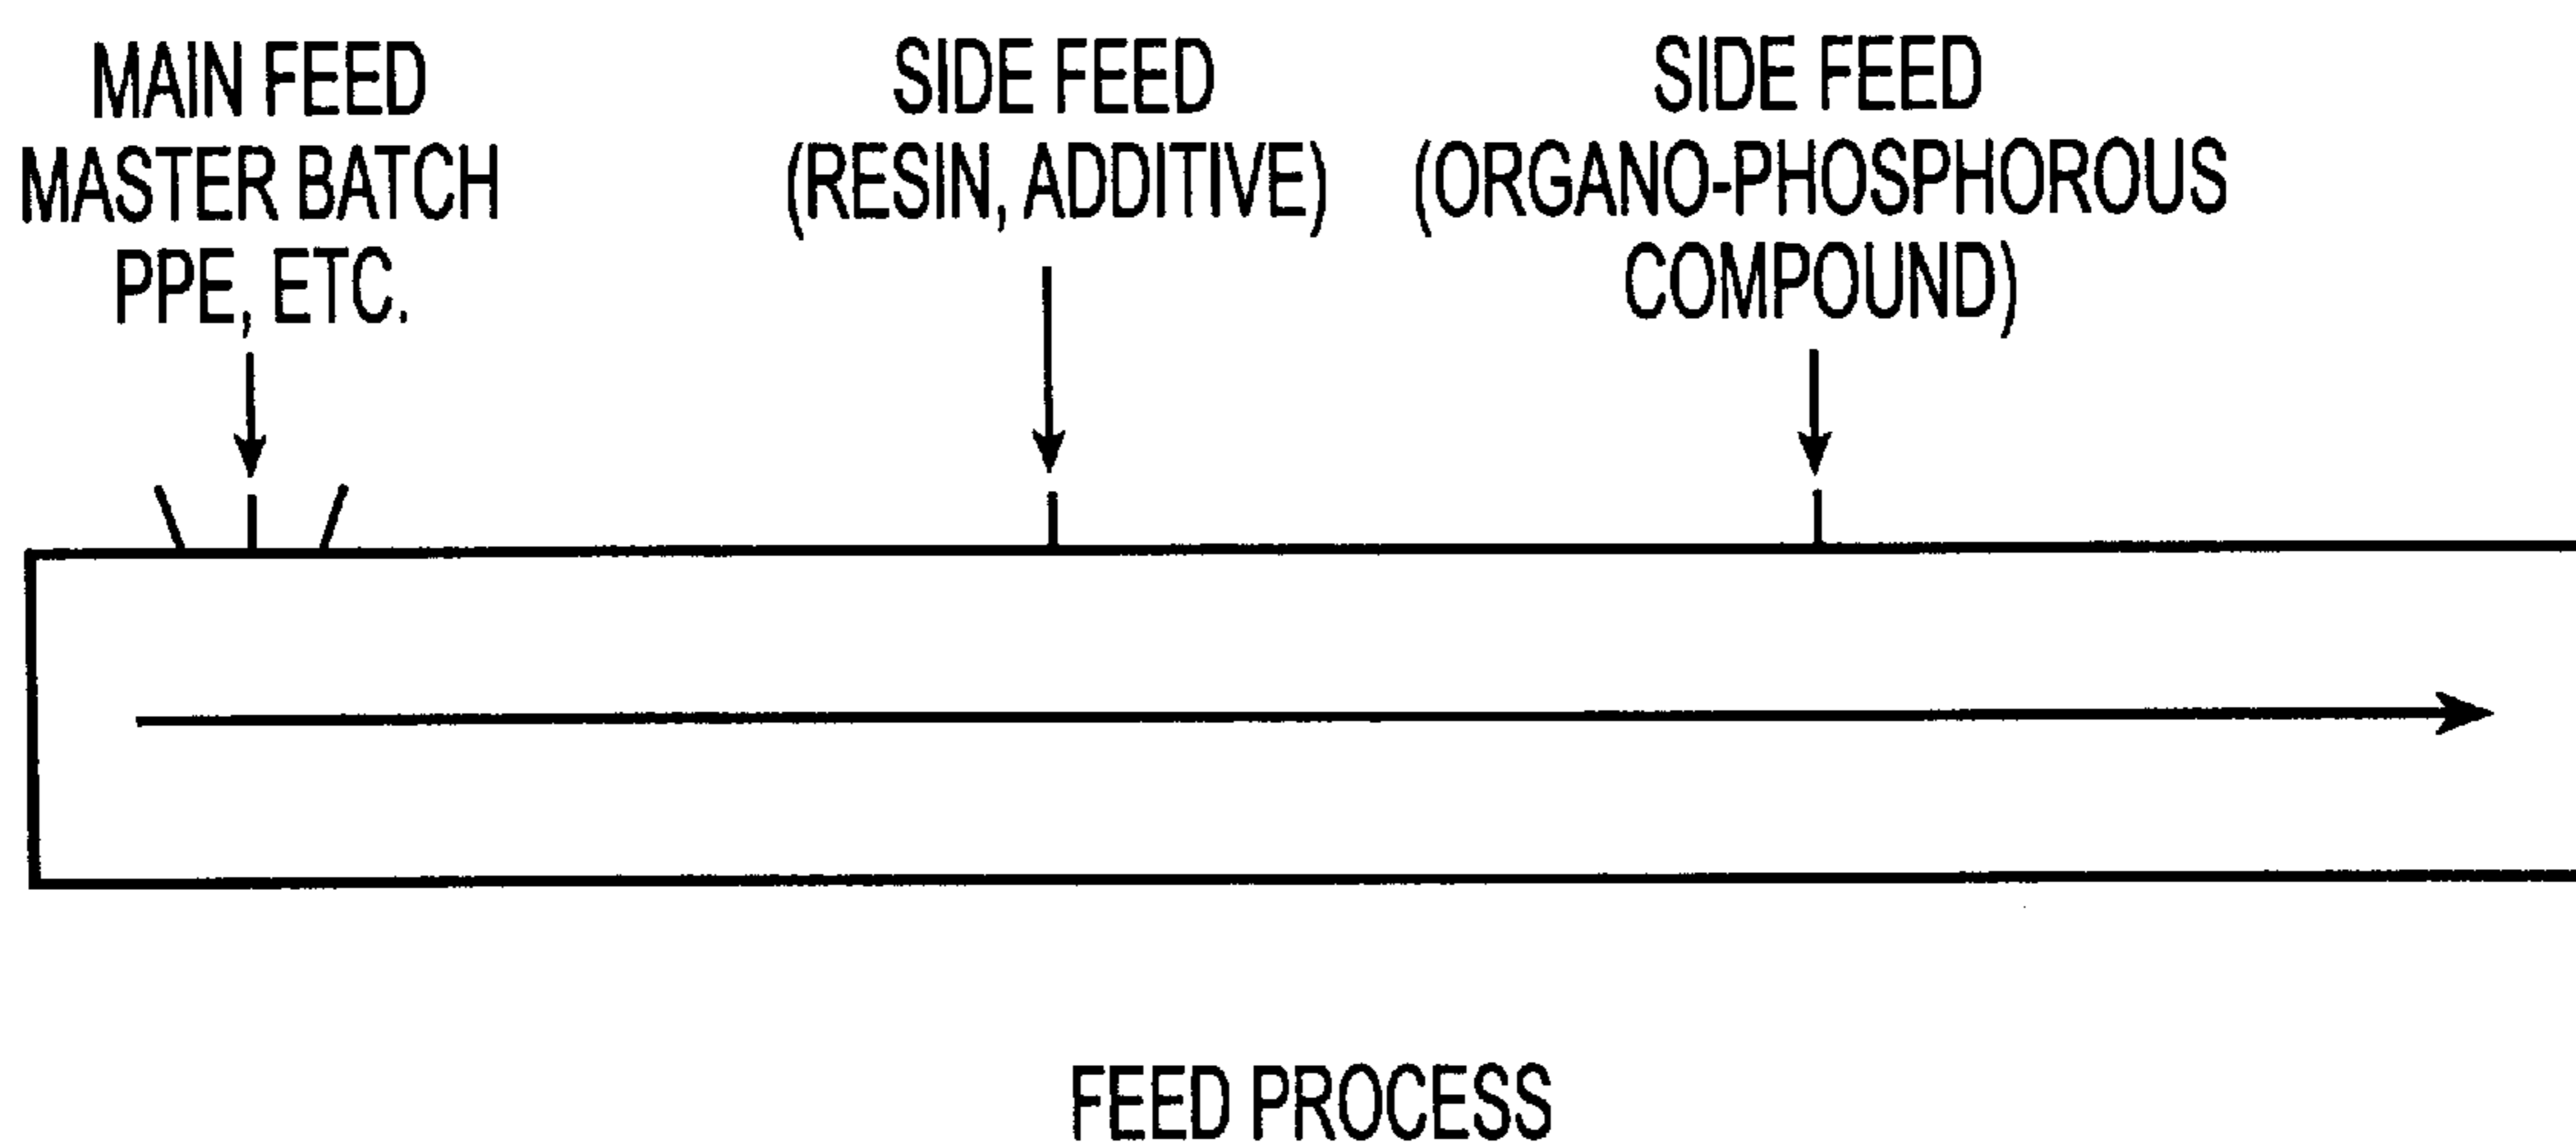 MAIN FEED
MASTER BATCH
PPE, ETC.
SIDE FEED
(RESIN, ADDITIVE)
SIDE FEED
(ORGANO-PHOSPHOROUS
COMPOUND)
FEED PROCESS